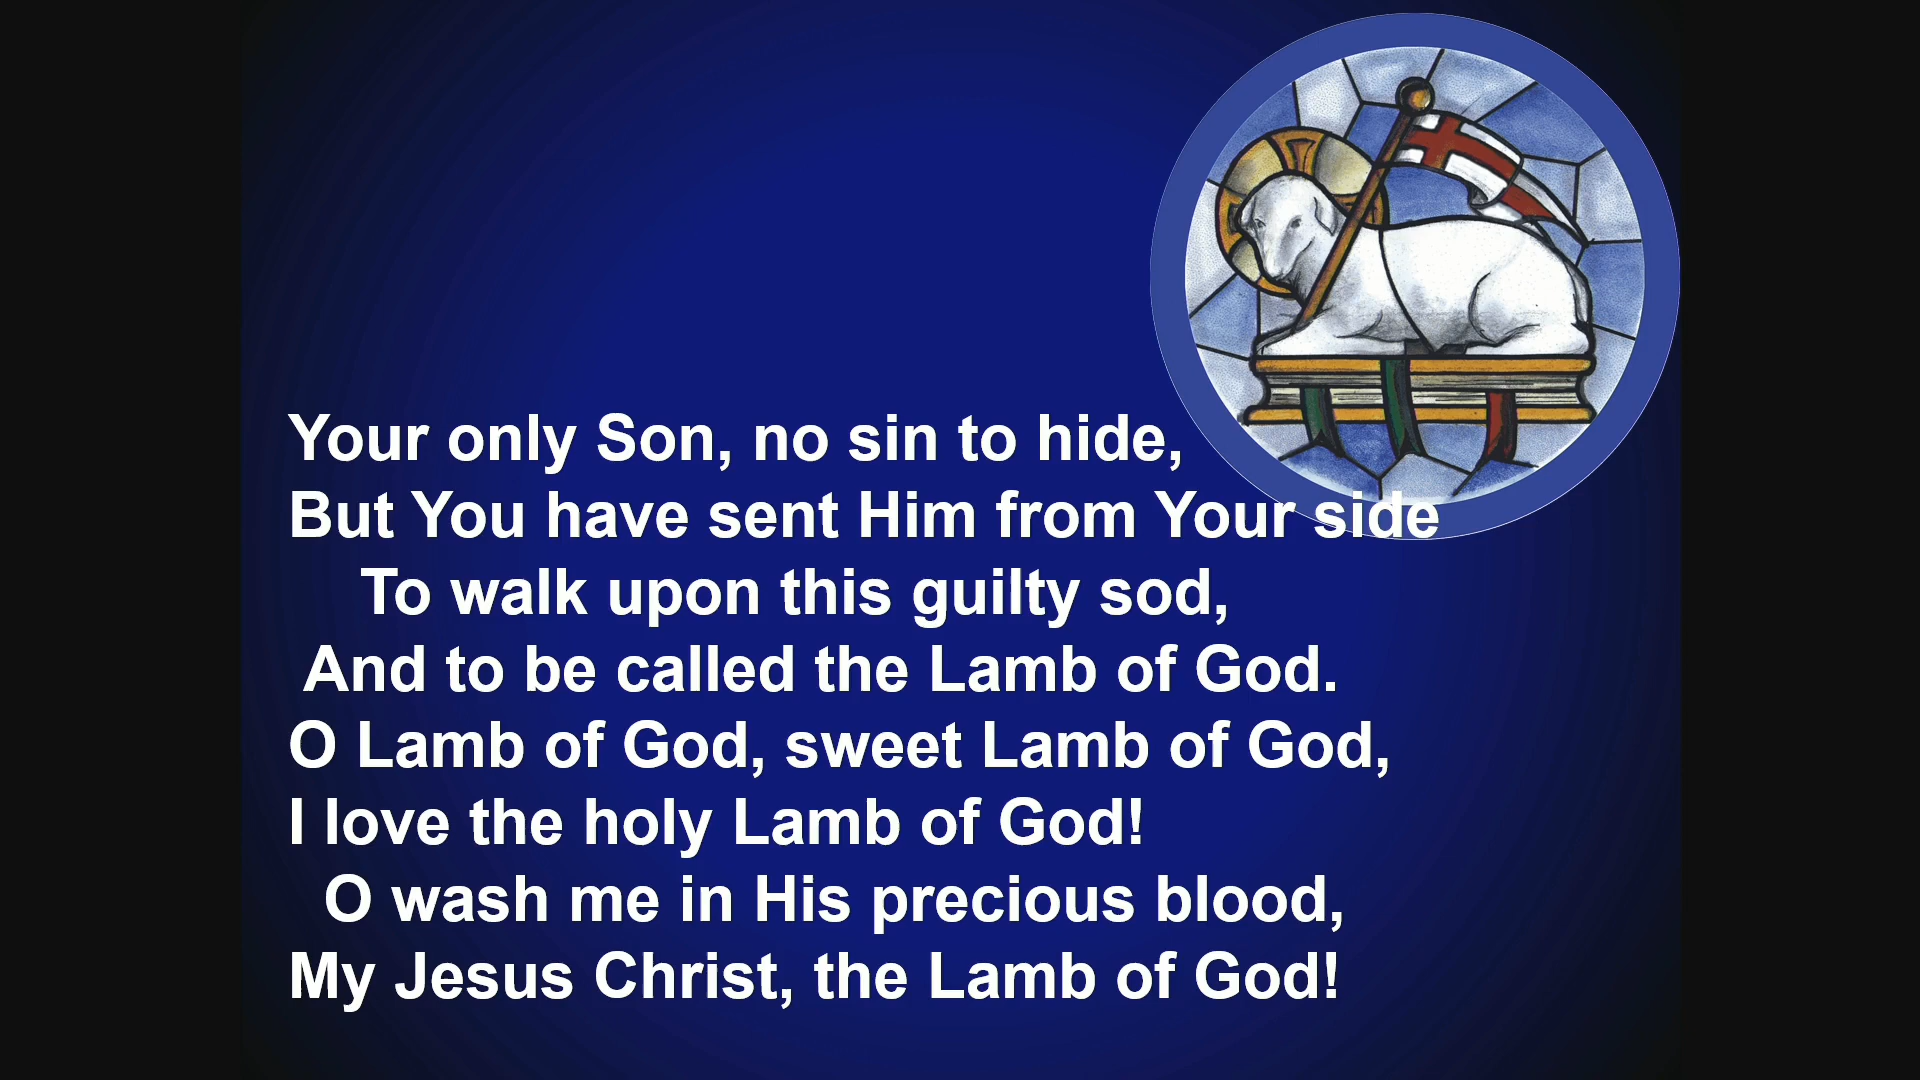 Your only Son, no sin to hide,
But You have sent Him from Your side
To walk upon this guilty sod,
And to be called the Lamb of God.
O Lamb of God, sweet Lamb of God,
I love the holy Lamb of God!
O wash me in His precious blood,
My Jesus Christ, the Lamb of God!